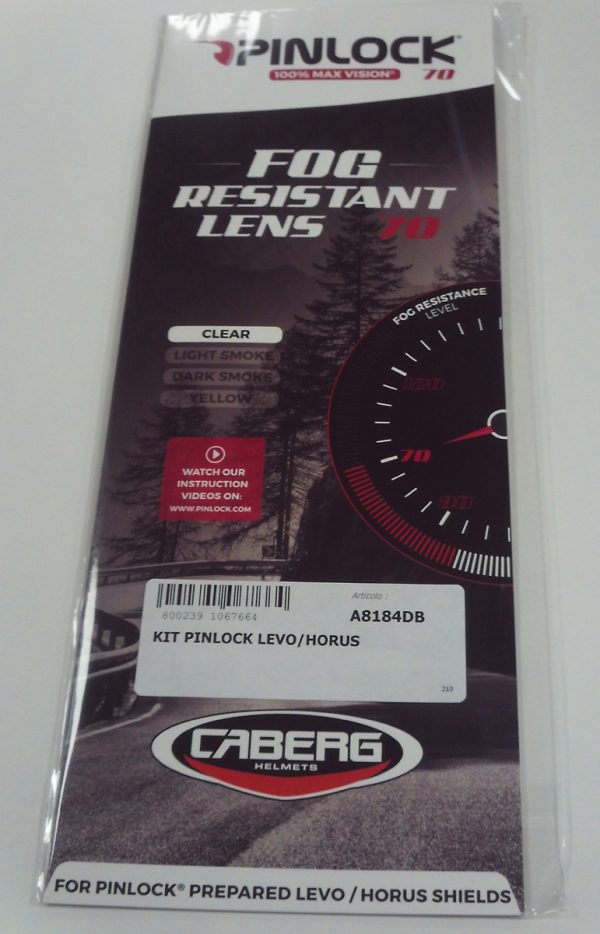 PINLOCK®
100% MAX VISION® 70
FOG
RESISTANT
LENS 70
FOG RESISTANCE
LEVEL
CLEAR
LIGHT SMOKE
DARK SMOKE
YELLOW
120
70
30
WATCH OUR
INSTRUCTION
VIDEOS ON:
WWW.PINLOCK.COM
Articolo :
800239 1067664
A8184DB
KIT PINLOCK LEVO/HORUS
210
CABERG
HELMETS
FOR PINLOCK® PREPARED LEVO / HORUS SHIELDS